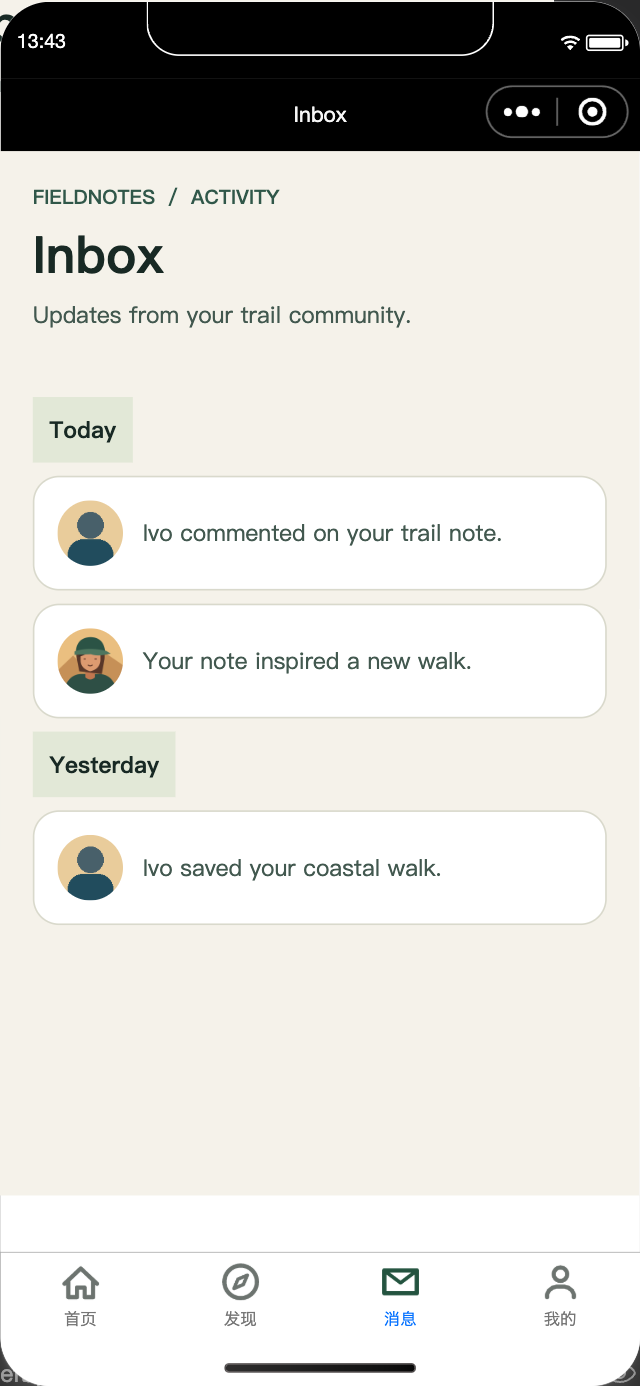 13:43
Inbox
FIELDNOTES / ACTIVITY
Inbox
Updates from your trail community.
Today
Ivo commented on your trail note.
Your note inspired a new walk.
Yesterday
Ivo saved your coastal walk.
首页
发现
消息
我的